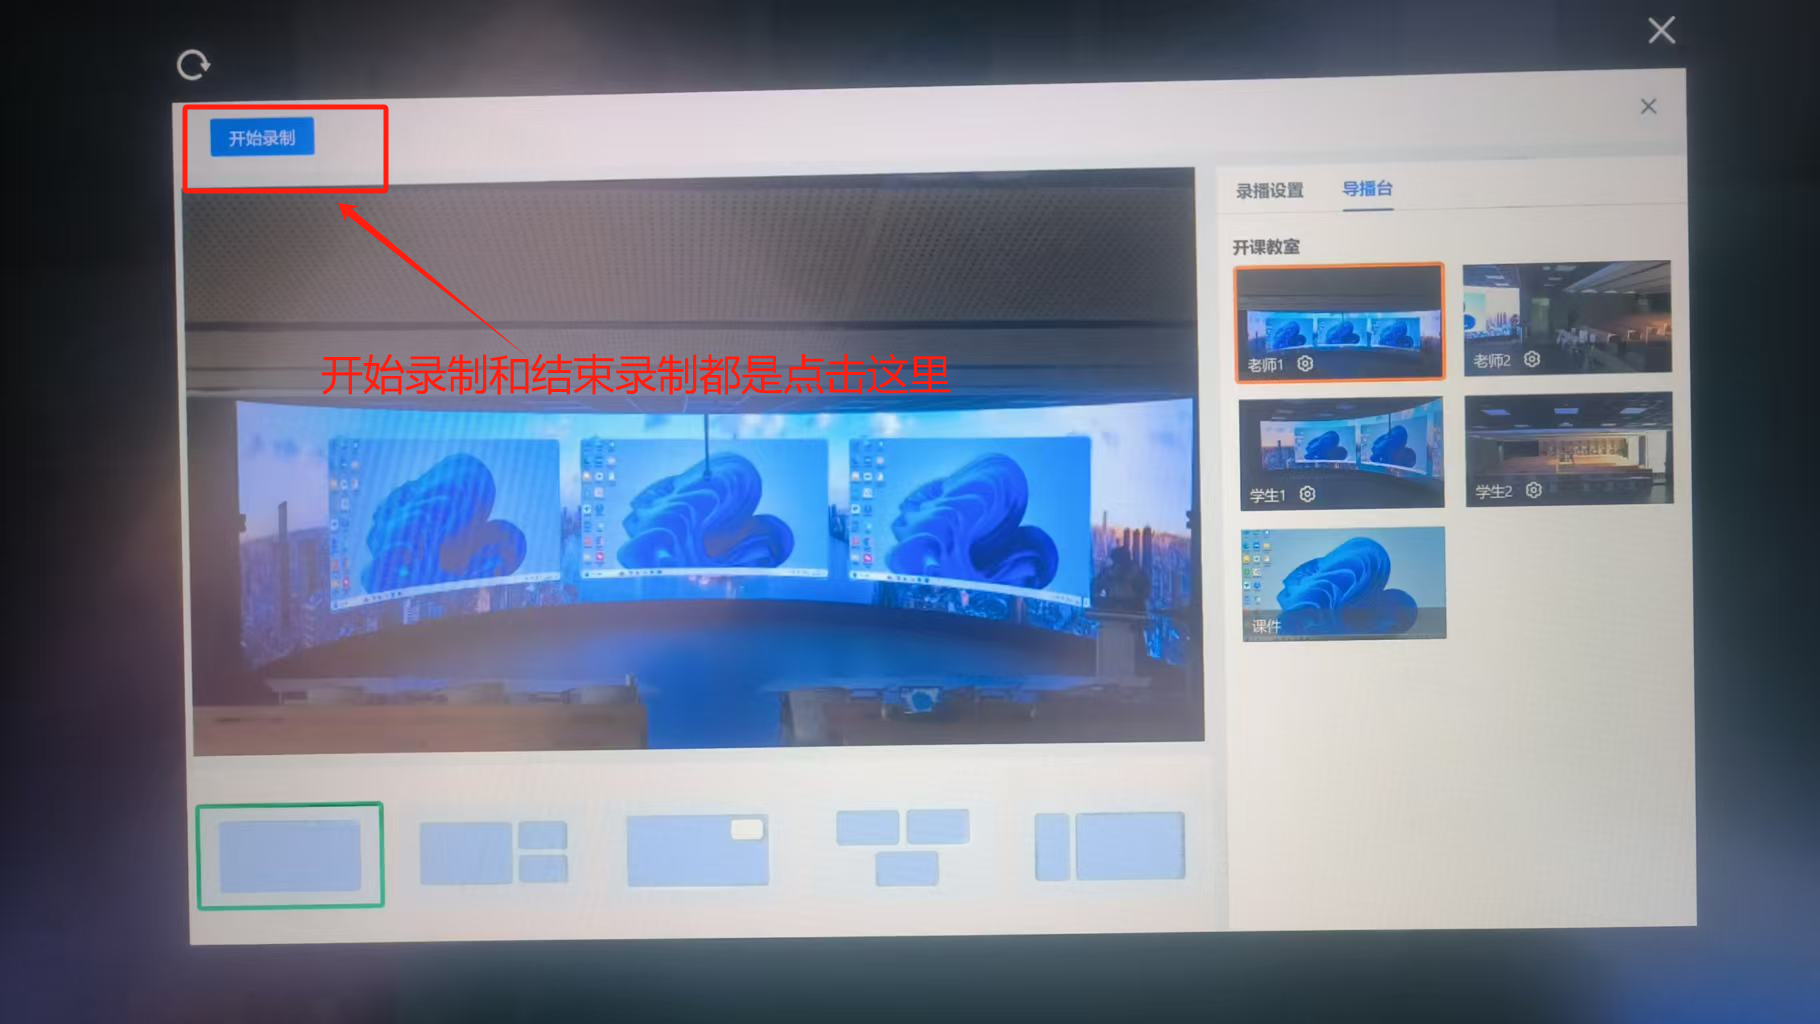 开始录制
录播设置
导播台
开课教室
开始录制和结束录制都是点击这里
老师1
老师2
学生1
学生2
课件